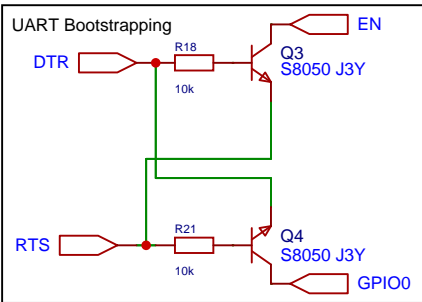 UART Bootstrapping
EN
R18
Q3
DTR
S8050 J3Y
10k
R21
Q4
RTS
S8050 J3Y
10k
GPIO0